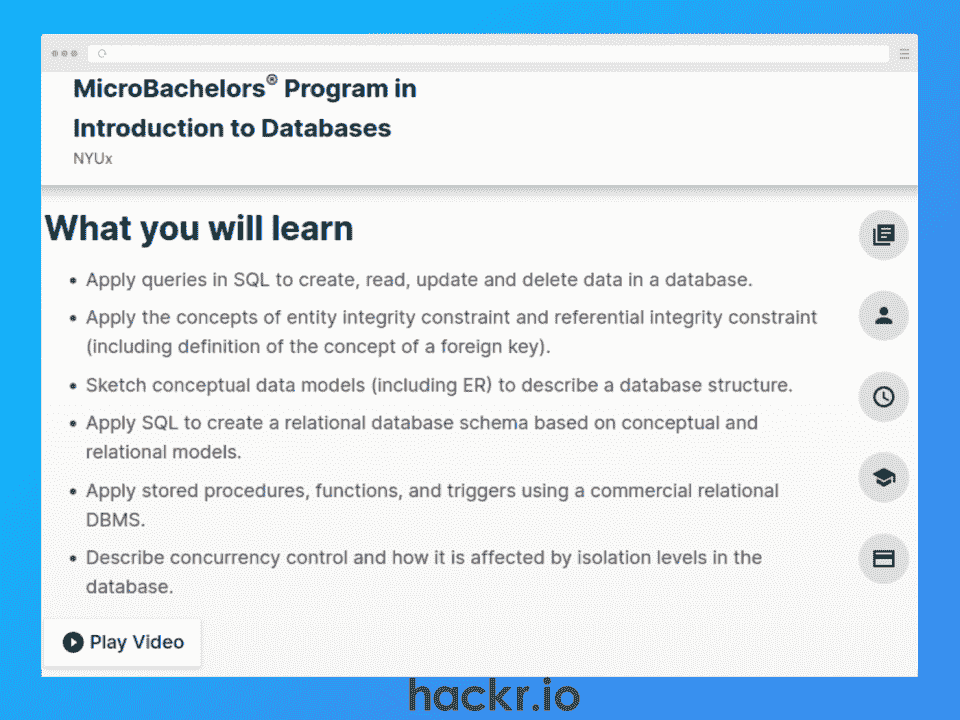 MicroBachelors® Program in
Introduction to Databases
NYUx
What you will learn
• Apply queries in SQL to create, read, update and delete data in a database.
• Apply the concepts of entity integrity constraint and referential integrity constraint
(including definition of the concept of a foreign key).
• Sketch conceptual data models (including ER) to describe a database structure.
• Apply SQL to create a relational database schema based on conceptual and
relational models.
• Apply stored procedures, functions, and triggers using a commercial relational
DBMS.
• Describe concurrency control and how it is affected by isolation levels in the
database.
Play Video
hackr.io